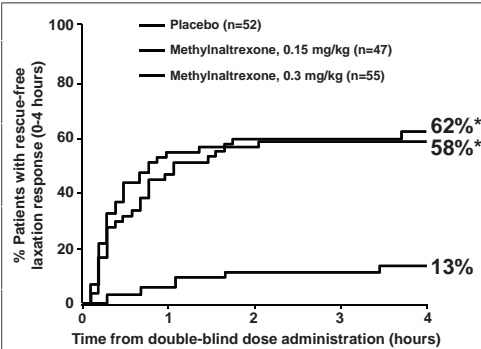 100
80
60
40
20
0
% Patients with rescue-free
laxation response (0-4 hours)
Placebo (n=52)
Methylnaltrexone, 0.15 mg/kg (n=47)
Methylnaltrexone, 0.3 mg/kg (n=55)
62%*
58%*
13%
0 1 2 3 4
Time from double-blind dose administration (hours)